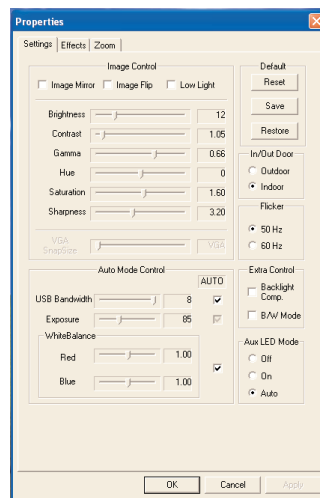 Properties
Settings Effects Zoom
Image Control
Image Mirror Image Flip Low Light
Brightness 12
Contrast 1.05
Gamma 0.66
Hue 0
Saturation 1.60
Sharpness 3.20
VGA SnapSize VGA
Auto Mode Control
AUTO
USB Bandwidth 8
Exposure 85
WhiteBalance
Red 1.00
Blue 1.00
Default
Reset
Save
Restore
In/Out Door
Outdoor
Indoor
Flicker
50 Hz
60 Hz
Extra Control
Backlight
Comp.
B/W Mode
Aux LED Mode
Off
On
Auto
OK Cancel Apply